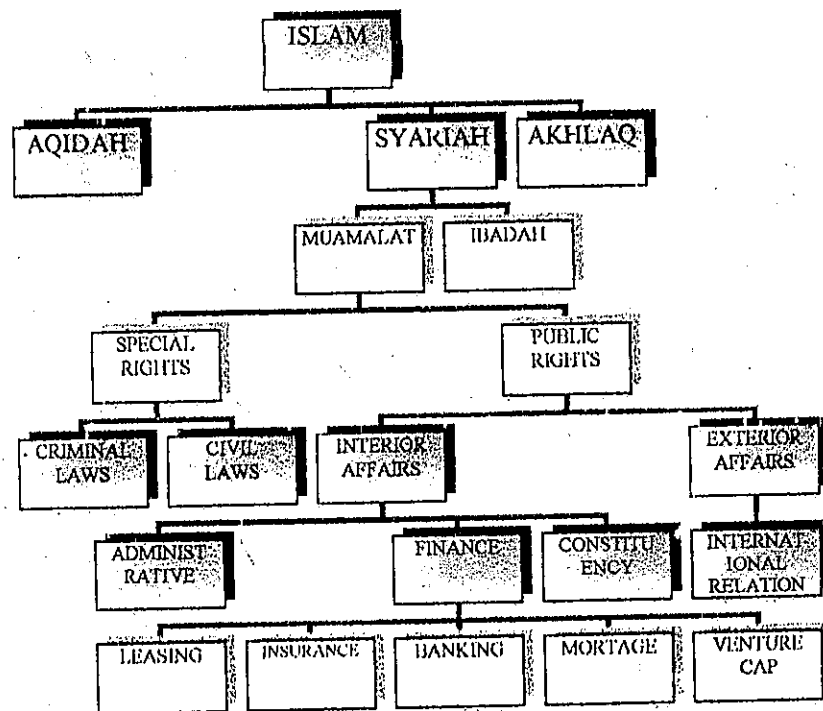 ISLAM
AQIDAH
SYARIAH
AKHLAQ
MUAMALAT
IBADAH
SPECIAL
RIGHTS
PUBLIC
RIGHTS
CRIMINAL
LAWS
CIVIL
LAWS
INTERIOR
AFFAIRS
EXTERIOR
AFFAIRS
ADMINIST
RATIVE
FINANCE
CONSTITU
ENCY
INTERNAT
IONAL
RELATION
LEASING
INSURANCE
BANKING
MORTAGE
VENTURE
CAP